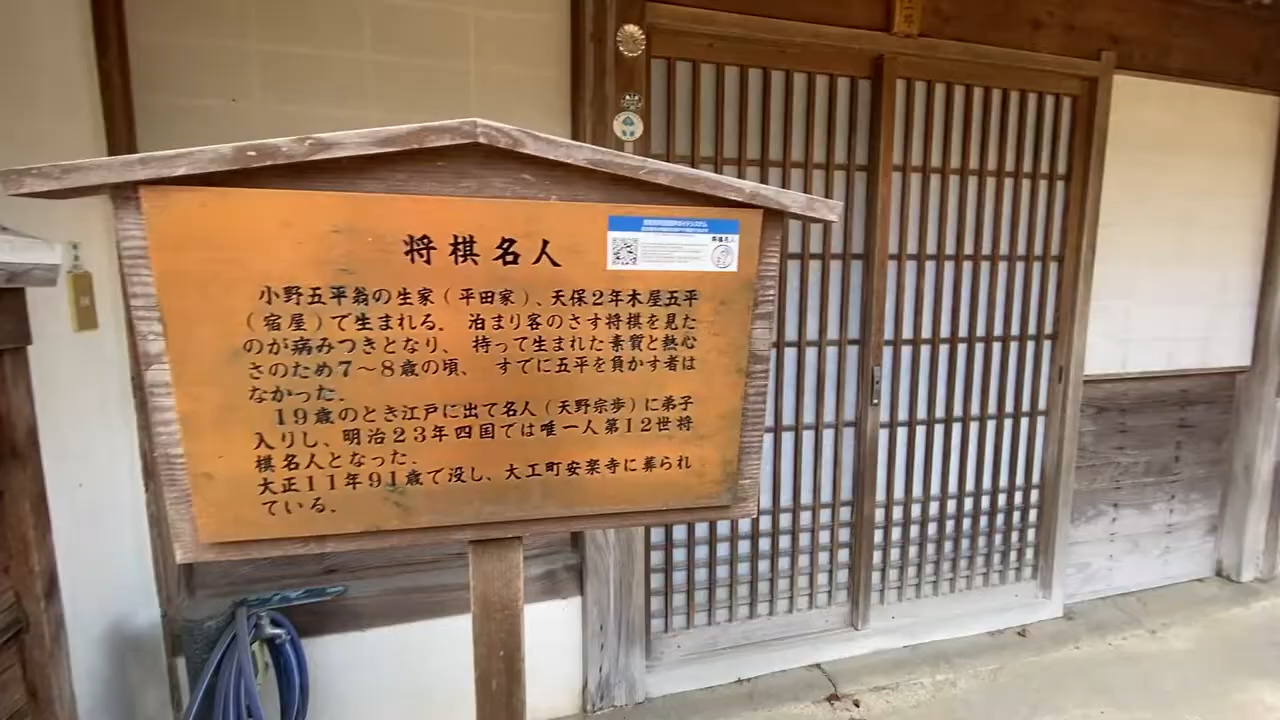 将棋名人
将棋名人
小野五平翁の生家(平田家)、天保2年木屋五平
(宿屋)で生まれる. 泊まり客のさす将棋を見た
のが病みつきとなり、 持って生まれた素質と熱心
さのため7〜8歳の頃、 すでに五平を負かす者は
なかった.
19歳のとき江戸に出て名人(天野宗歩)に弟子
入りし、明治23年四国では唯一人第12世将
棋名人となった.
大正11年91歳で没し、大工町安楽寺に葬られ
ている.